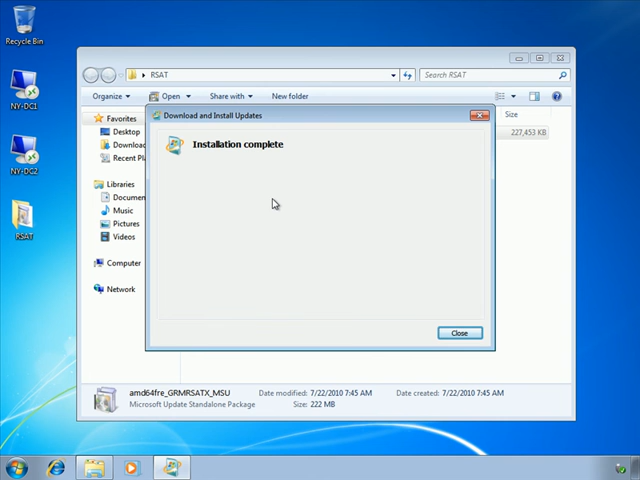 Recycle Bin
NY-DC1
NY-DC2
RSAT
RSAT
Search RSAT
Organize
Open
Share with
New folder
Favorites
Desktop
Download
Recent Pl
Libraries
Documen
Music
Pictures
Videos
Computer
Network
Size
227,453 KB
Download and Install Updates
Installation complete
Close
amd64fre_GRMRSATX_MSU
Date modified: 7/22/2010 7:45 AM
Date created: 7/22/2010 7:45 AM
Microsoft Update Standalone Package
Size: 222 MB